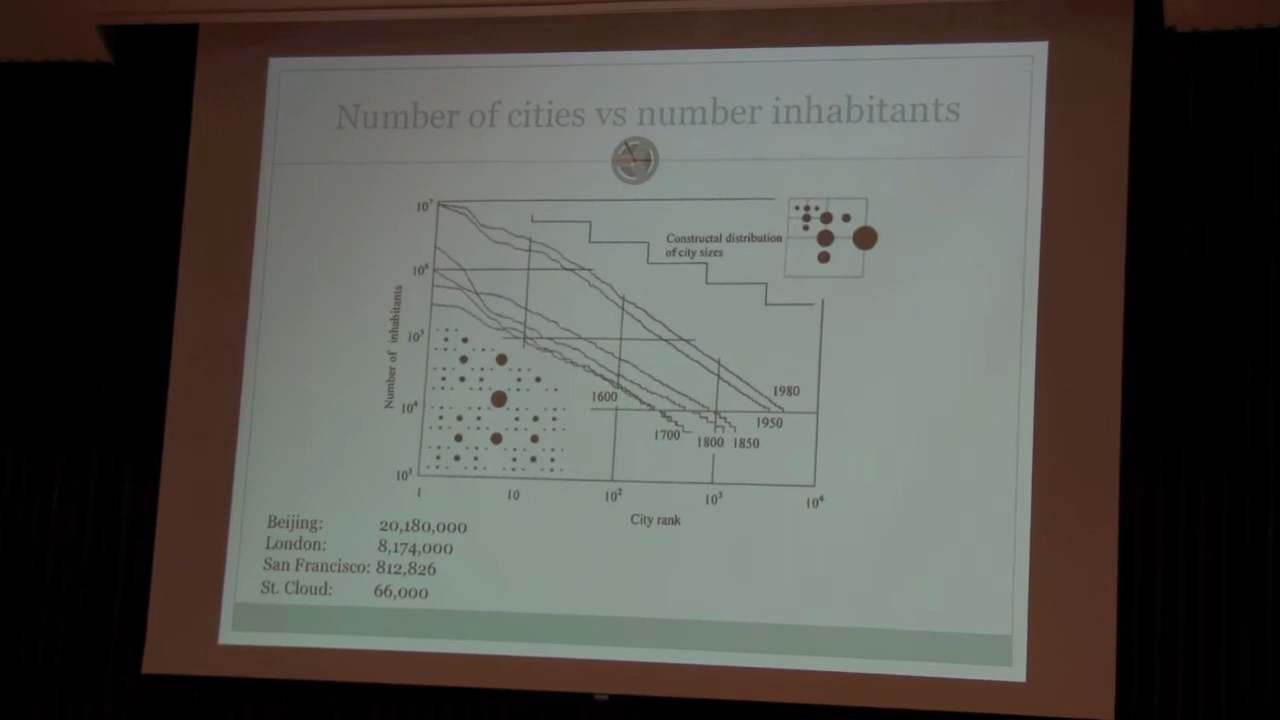 Number of cities vs number inhabitants
10⁷
Constructal distribution
of city sizes
10⁶
Number of inhabitants
10⁵
1980
1600
10⁴
1950
1700
1800
1850
10³
1
10
10²
10³
10⁴
City rank
Beijing: 20,180,000
London: 8,174,000
San Francisco: 812,826
St. Cloud: 66,000